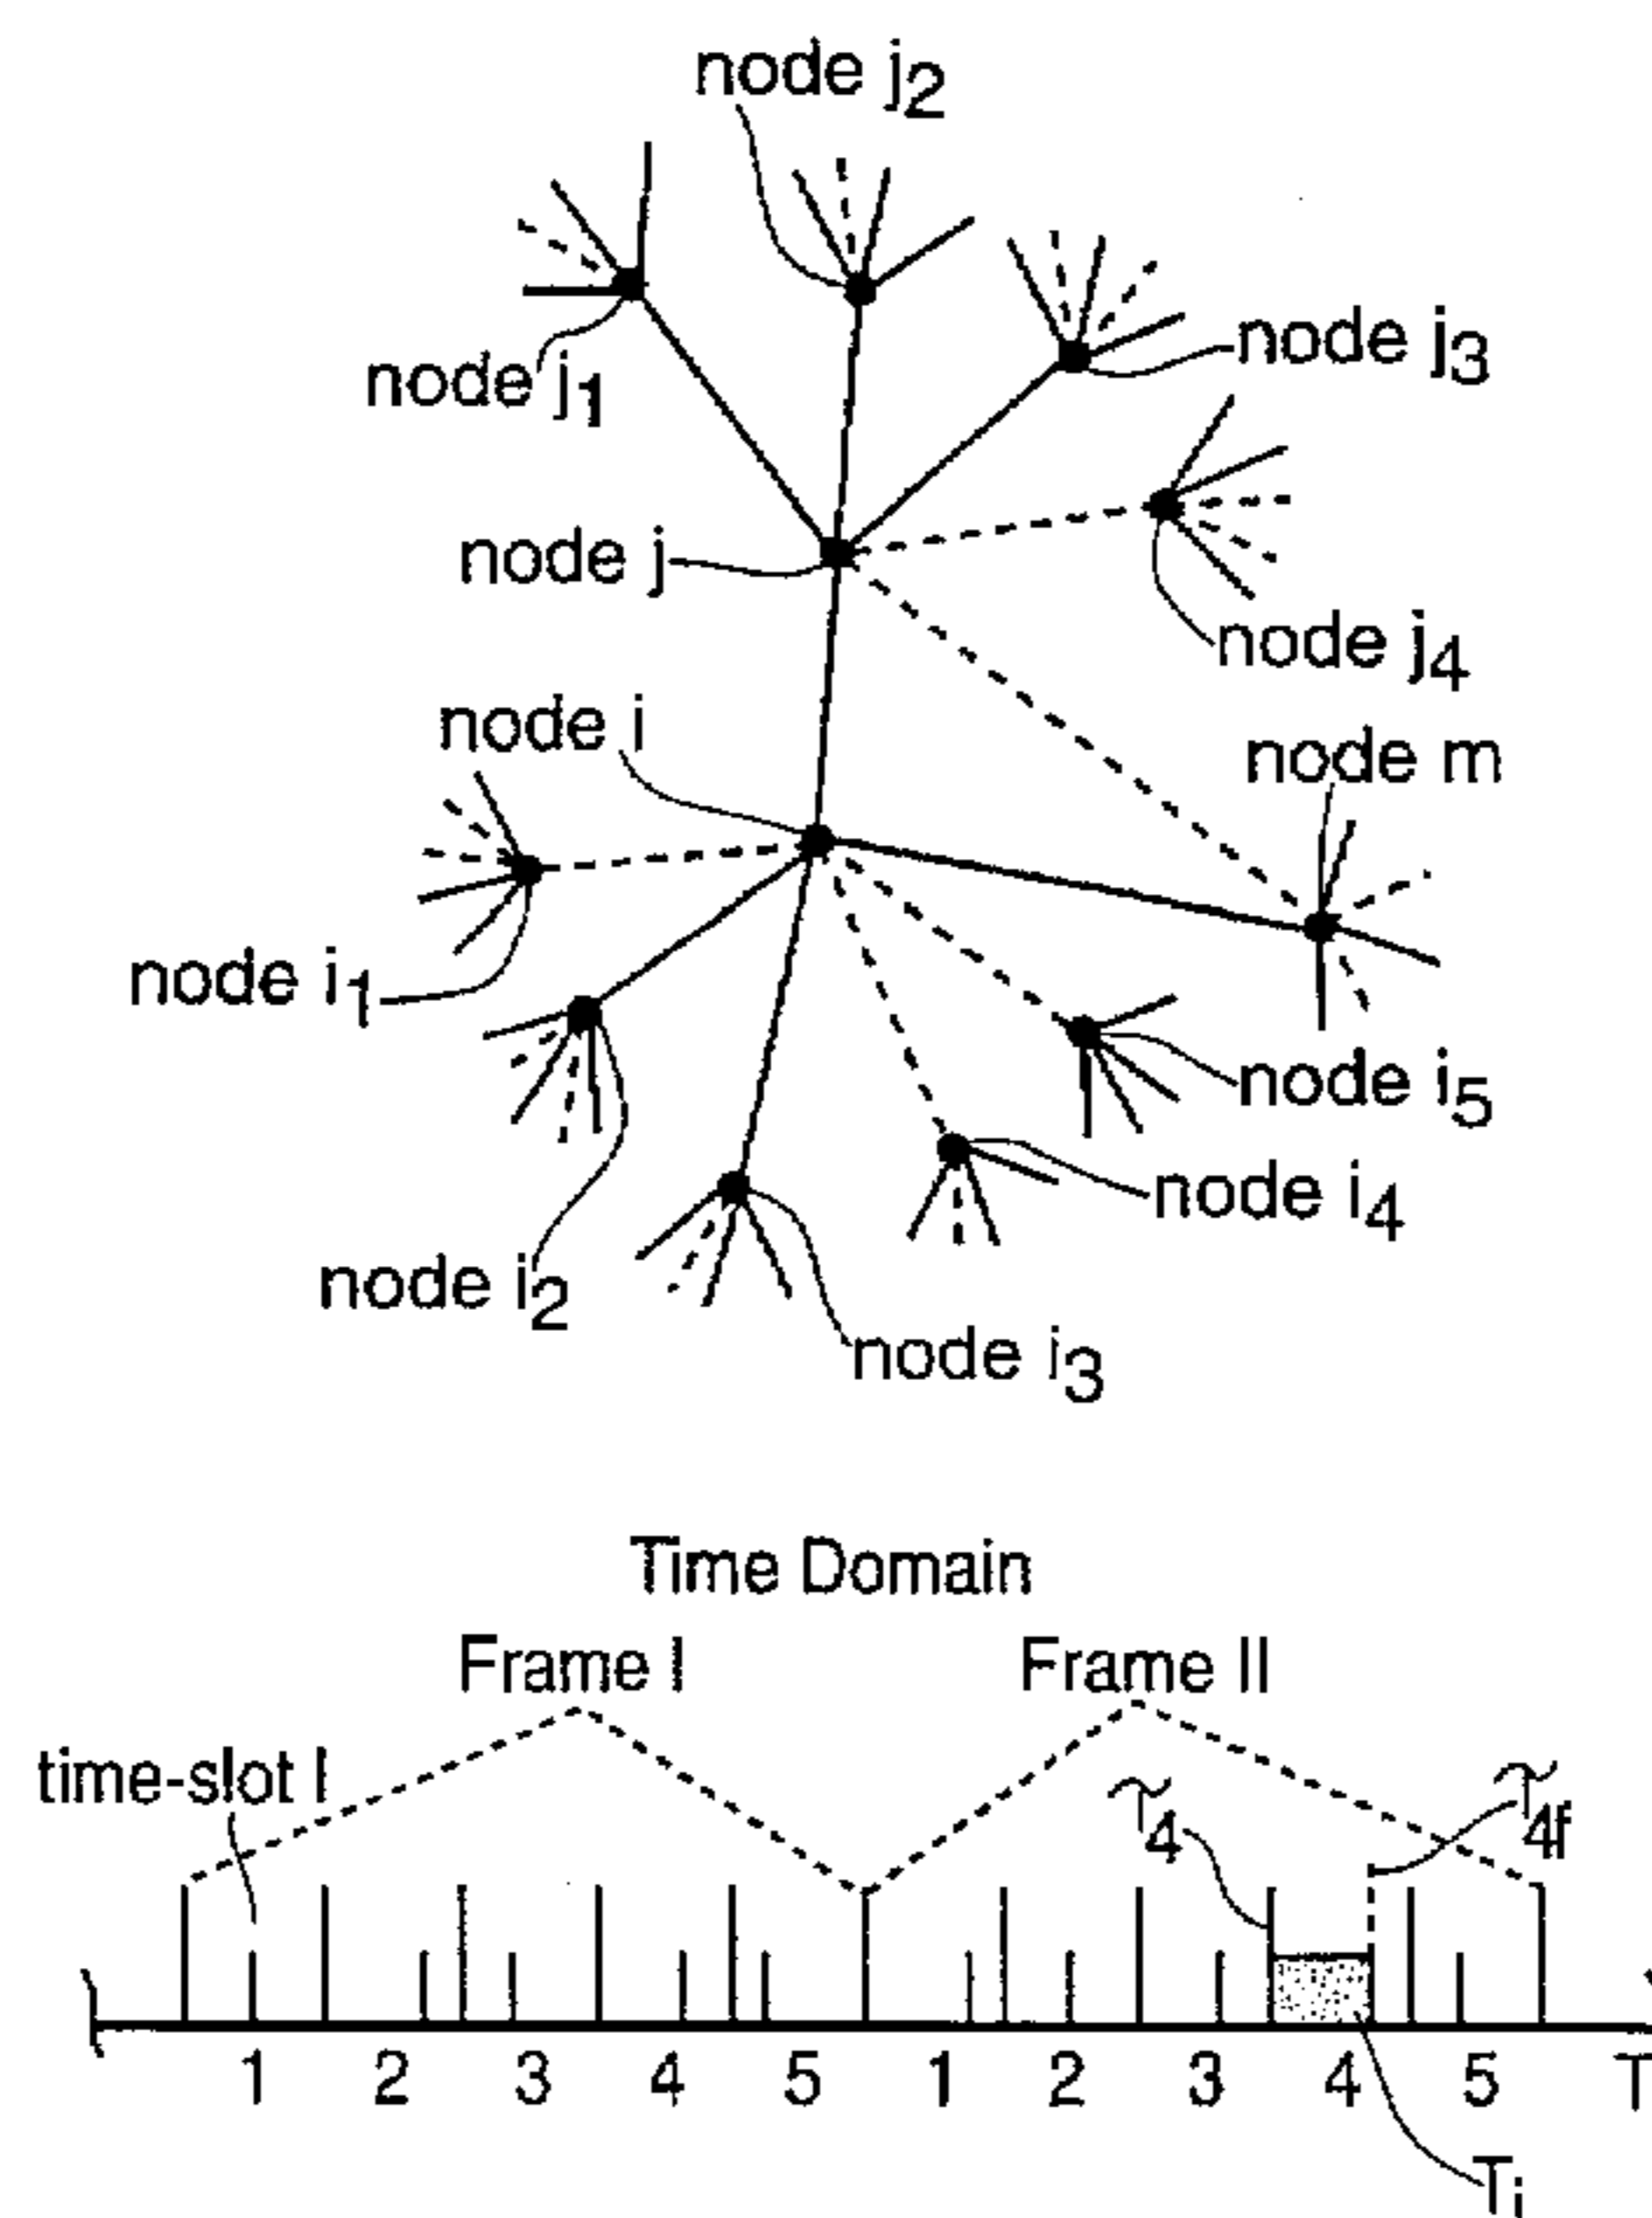 node j2
node j1
node j3
node j
node j4
node i
node m
node i1
node i5
node i4
node i2
node i3
Time Domain
Frame I
Frame II
time-slot I
T4
T4f
1 2 3 4 5 1 2 3 4 5 T
Ti